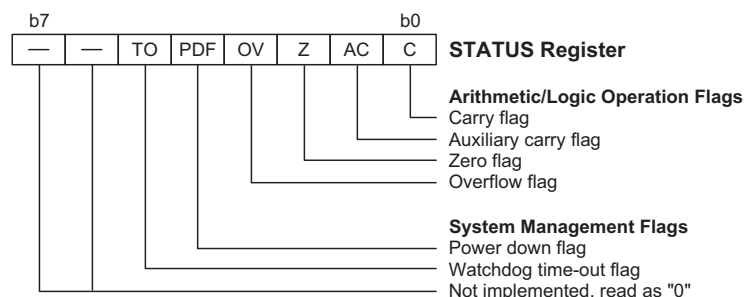 b7 b0
— — TO PDF OV Z AC C STATUS Register
Arithmetic/Logic Operation Flags
Carry flag
Auxiliary carry flag
Zero flag
Overflow flag
System Management Flags
Power down flag
Watchdog time-out flag
Not implemented, read as "0"